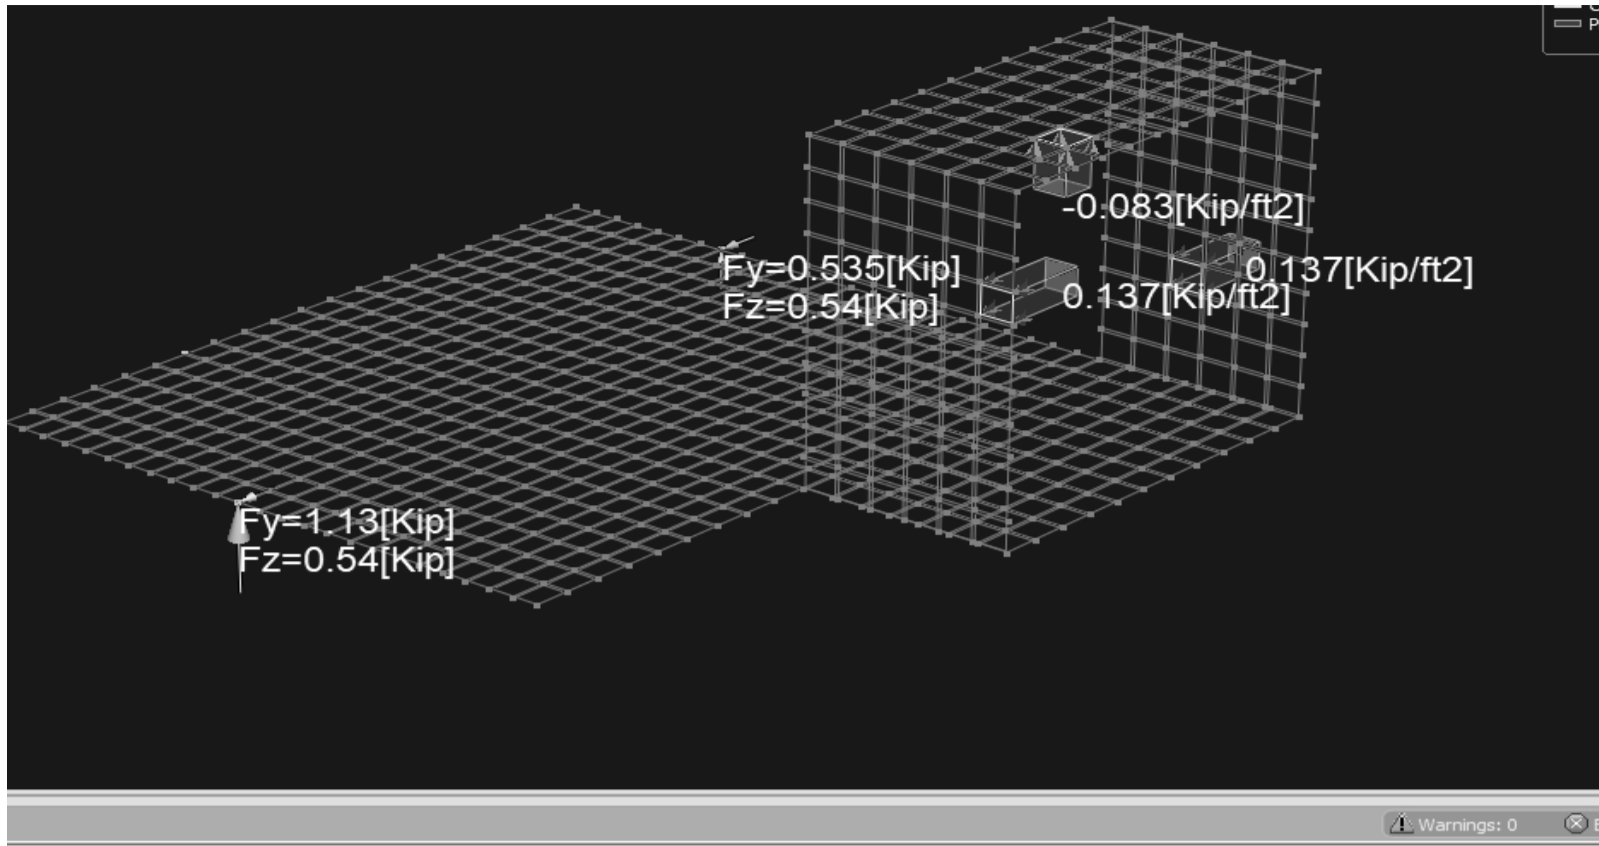 -0.083[Kip/ft2]
Fy=0.535[Kip]
0.137[Kip/ft2]
0.137[Kip/ft2]
Fz=0.54[Kip]
Fy=1.13[Kip]
Fz=0.54[Kip]
Warnings: 0